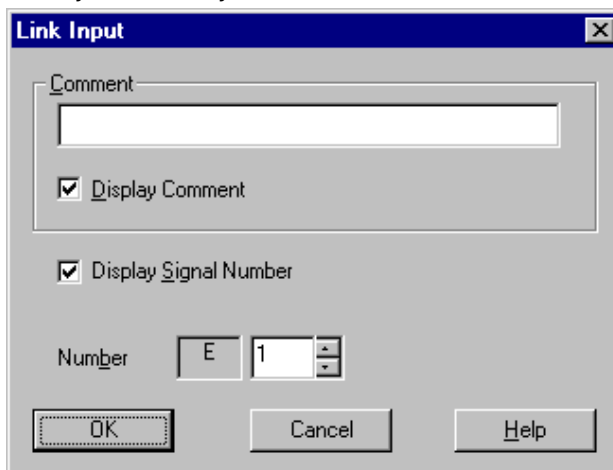 Link Input
Comment
Display Comment
Display Signal Number
Number E 1
OK Cancel Help